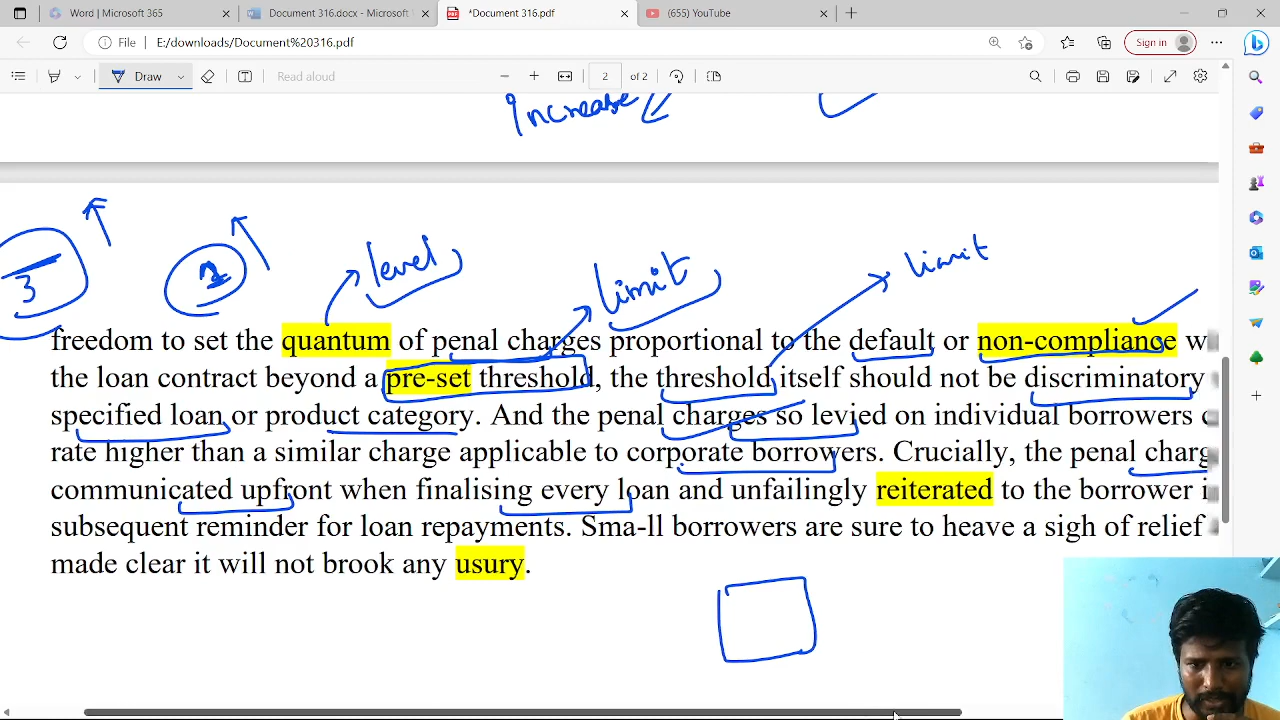 Word | Microsoft 365
Document 316.docx - Microsoft
*Document 316.pdf
(655) YouTube
File
E:/downloads/Document%20316.pdf
Sign in
Draw
Read aloud
2
of 2
Increase
level
limit
limit
3
freedom to set the quantum of penal charges proportional to the default or non-compliance w
the loan contract beyond a pre-set threshold, the threshold itself should not be discriminatory
specified loan or product category. And the penal charges so levied on individual borrowers c
rate higher than a similar charge applicable to corporate borrowers. Crucially, the penal charg
communicated upfront when finalising every loan and unfailingly reiterated to the borrower i
subsequent reminder for loan repayments. Sma-ll borrowers are sure to heave a sigh of relief
made clear it will not brook any usury.